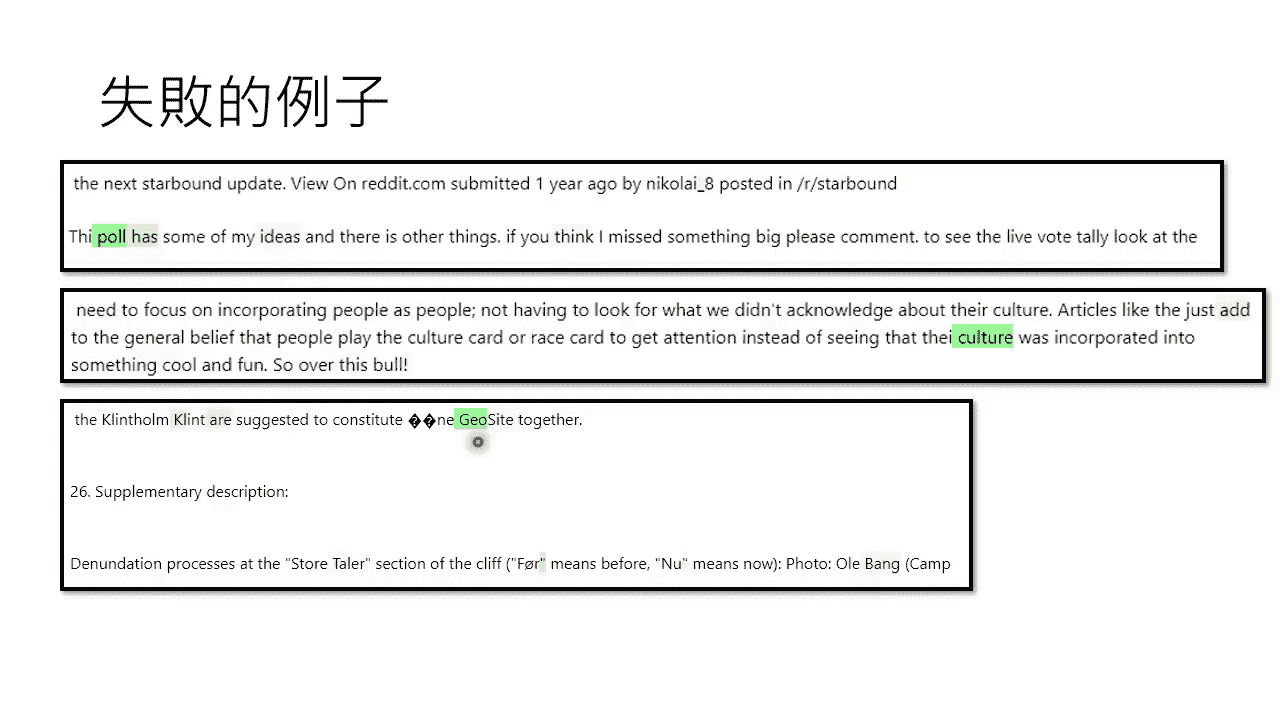 失敗的例子
the next starbound update. View On reddit.com submitted 1 year ago by nikolai_8 posted in /r/starbound
Thi poll has some of my ideas and there is other things. if you think I missed something big please comment. to see the live vote tally look at the
need to focus on incorporating people as people; not having to look for what we didn't acknowledge about their culture. Articles like the just add
to the general belief that people play the culture card or race card to get attention instead of seeing that thei culture was incorporated into
something cool and fun. So over this bull!
the Klintholm Klint are suggested to constitute ��ne GeoSite together.
26. Supplementary description:
Denundation processes at the "Store Taler" section of the cliff ("Før" means before, "Nu" means now): Photo: Ole Bang (Camp